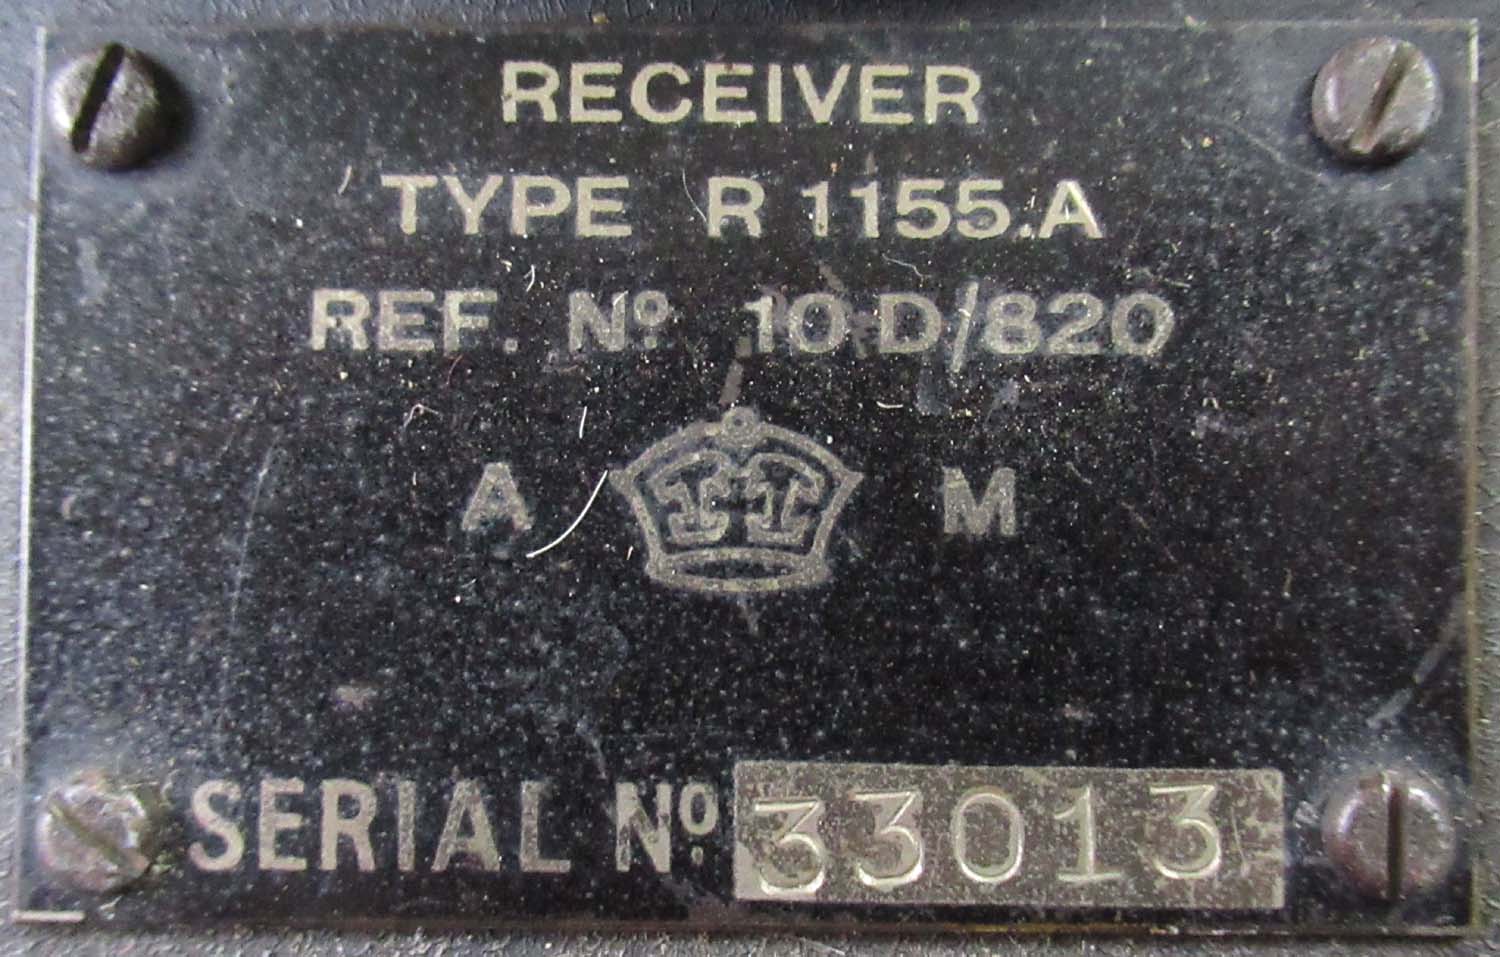 RECEIVER
TYPE R 1155.A
REF. Nº 10D/820
A M
SERIAL Nº 33013